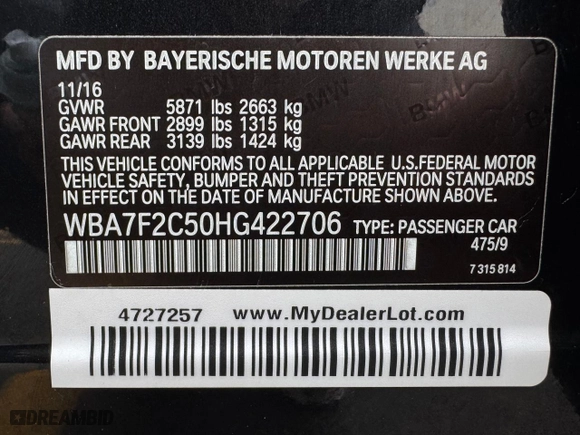 MFD BY BAYERISCHE MOTOREN WERKE AG
11/16
GVWR 5871 lbs 2663 kg
GAWR FRONT 2899 lbs 1315 kg
GAWR REAR 3139 lbs 1424 kg
THIS VEHICLE CONFORMS TO ALL APPLICABLE U.S.FEDERAL MOTOR
VEHICLE SAFETY, BUMPER AND THEFT PREVENTION STANDARDS
IN EFFECT ON THE DATE OF MANUFACTURE SHOWN ABOVE.
WBA7F2C50HG422706 TYPE: PASSENGER CAR
475/9
7 315 814
4727257 www.MyDealerLot.com
DREAMBID